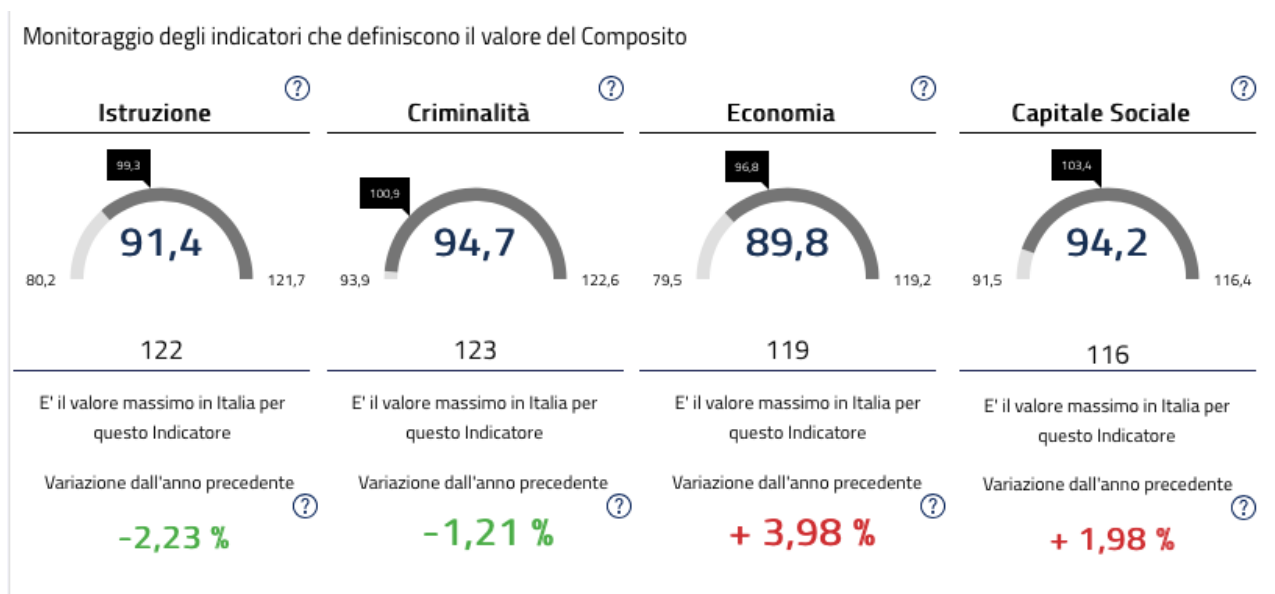 Monitoraggio degli indicatori che definiscono il valore del Composito
?
Istruzione
99,3
91,4
80,2
121,7
122
E' il valore massimo in Italia per
questo Indicatore
Variazione dall'anno precedente
?
-2,23 %
?
Criminalità
100,9
94,7
93,9
122,6
123
E' il valore massimo in Italia per
questo Indicatore
Variazione dall'anno precedente
?
-1,21 %
?
Economia
96,8
89,8
79,5
119,2
119
E' il valore massimo in Italia per
questo Indicatore
Variazione dall'anno precedente
?
+ 3,98 %
?
Capitale Sociale
103,4
94,2
91,5
116,4
116
E' il valore massimo in Italia per
questo Indicatore
Variazione dall'anno precedente
?
+ 1,98 %